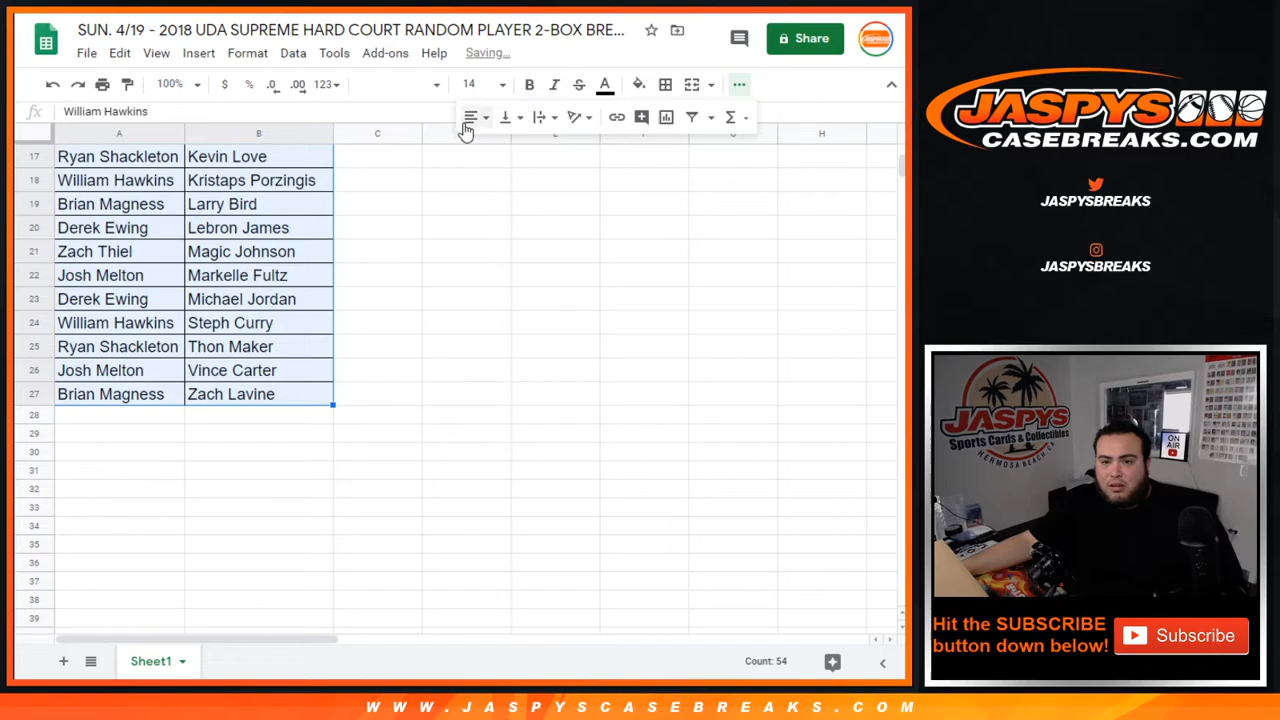 SUN. 4/19 - 2018 UDA SUPREME HARD COURT RANDOM PLAYER 2-BOX BRE...
File Edit View Insert Format Data Tools Add-ons Help Saving...
Share
100% $ % .0 .00 123 14 B I S A
fx William Hawkins
A B C H
17 Ryan Shackleton Kevin Love
18 William Hawkins Kristaps Porzingis
19 Brian Magness Larry Bird
20 Derek Ewing Lebron James
21 Zach Thiel Magic Johnson
22 Josh Melton Markelle Fultz
23 Derek Ewing Michael Jordan
24 William Hawkins Steph Curry
25 Ryan Shackleton Thon Maker
26 Josh Melton Vince Carter
27 Brian Magness Zach Lavine
28
29
30
31
32
33
34
35
36
37
38
39
Sheet1
Count: 54
JASPYS
CASEBREAKS.COM
JASPYSBREAKS
JASPYSBREAKS
JASPYS
Sports Cards & Collectibles
HERMOSA BEACH, CA
ON
AIR
Hit the SUBSCRIBE
button down below!
Subscribe
WWW.JASPYSCASEBREAKS.COM